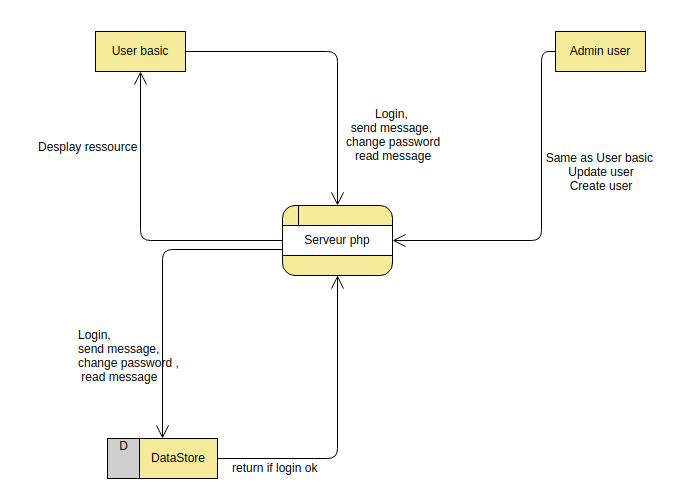 User basic
Admin user
Login,
send message,
change password
read message
Desplay ressource
Same as User basic
Update user
Create user
Serveur php
Login,
send message,
change password ,
read message
D
DataStore
return if login ok